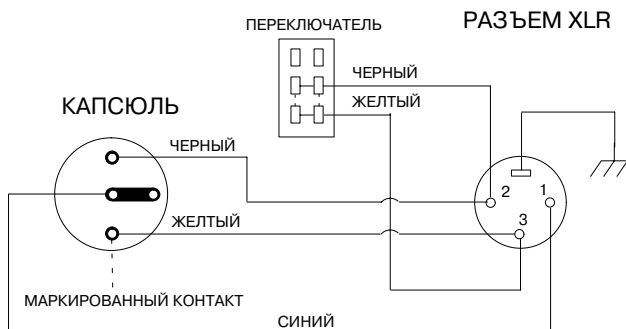 ПЕРЕКЛЮЧАТЕЛЬ
РАЗЪЕМ XLR
ЧЕРНЫЙ
ЖЕЛТЫЙ
КАПСЮЛЬ
ЧЕРНЫЙ
2
1
3
ЖЕЛТЫЙ
МАРКИРОВАННЫЙ КОНТАКТ
СИНИЙ